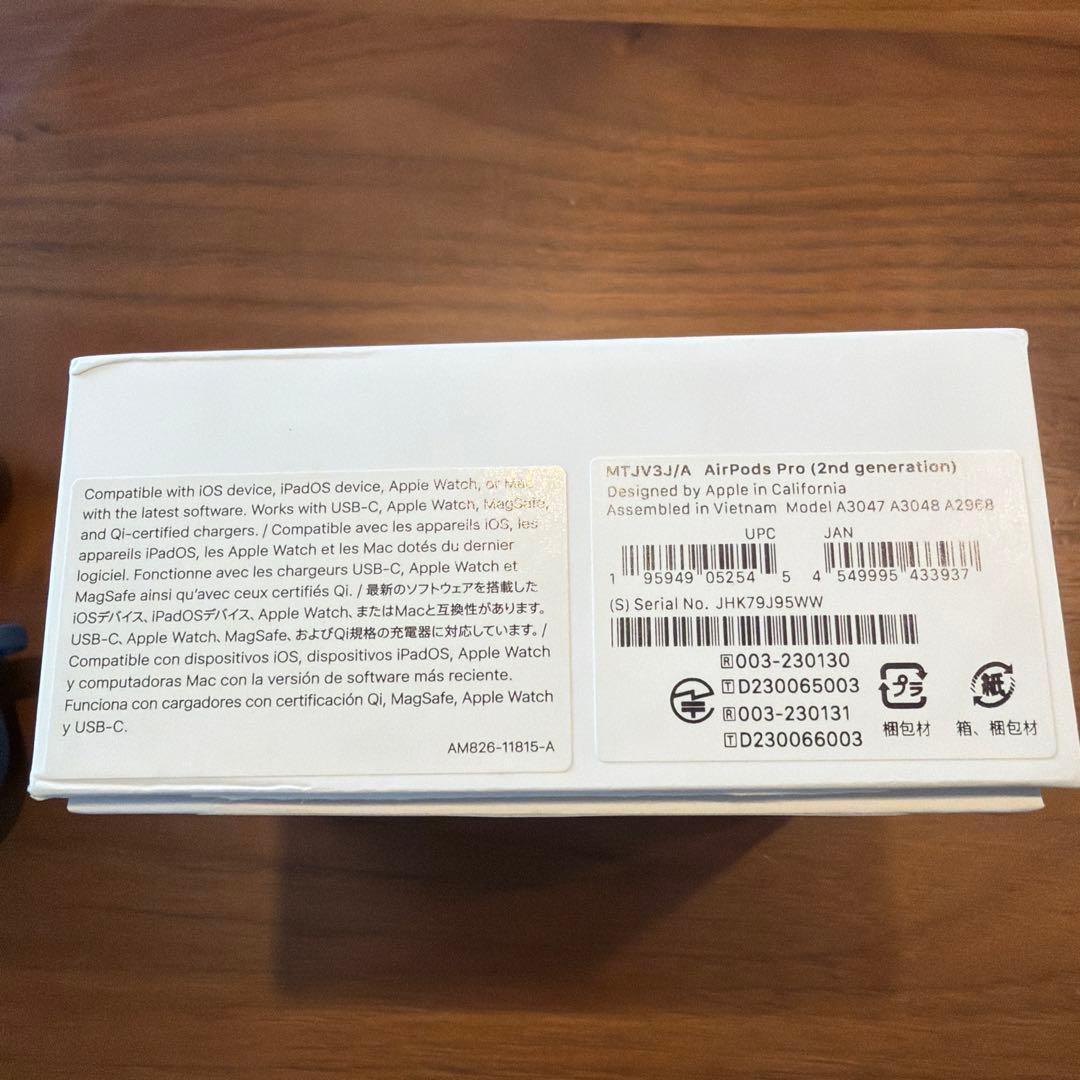 Compatible with iOS device, iPadOS device, Apple Watch, or Mac
with the latest software. Works with USB-C, Apple Watch, MagSafe,
and Qi-certified chargers. / Compatible avec les appareils iOS, les
appareils iPadOS, les Apple Watch et les Mac dotés du dernier
logiciel. Fonctionne avec les chargeurs USB-C, Apple Watch et
MagSafe ainsi qu'avec ceux certifiés Qi. / 最新のソフトウェアを搭載した
iOSデバイス、iPadOSデバイス、Apple Watch、またはMacと互換性があります。
USB-C、Apple Watch、MagSafe、およびQi規格の充電器に対応しています。/
Compatible con dispositivos iOS, dispositivos iPadOS, Apple Watch
y computadoras Mac con la versión de software más reciente.
Funciona con cargadores con certificación Qi, MagSafe, Apple Watch
y USB-C.
AM826-11815-A
MTJV3J/A AirPods Pro (2nd generation)
Designed by Apple in California
Assembled in Vietnam Model A3047 A3048 A2968
UPC JAN
1 95949 05254 5 4 549995 433937
(S) Serial No. JHK79J95WW
R 003-230130
T D230065003
R 003-231131
T D230066003
プラ
梱包材
紙
箱、梱包材